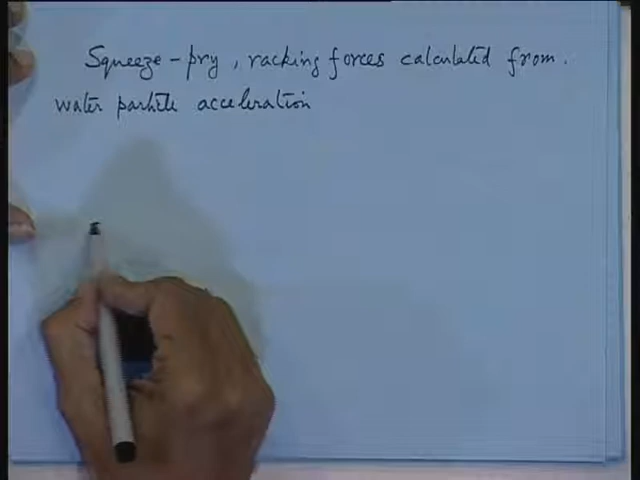 Squeeze-pry, racking forces calculated from.
water particle acceleration